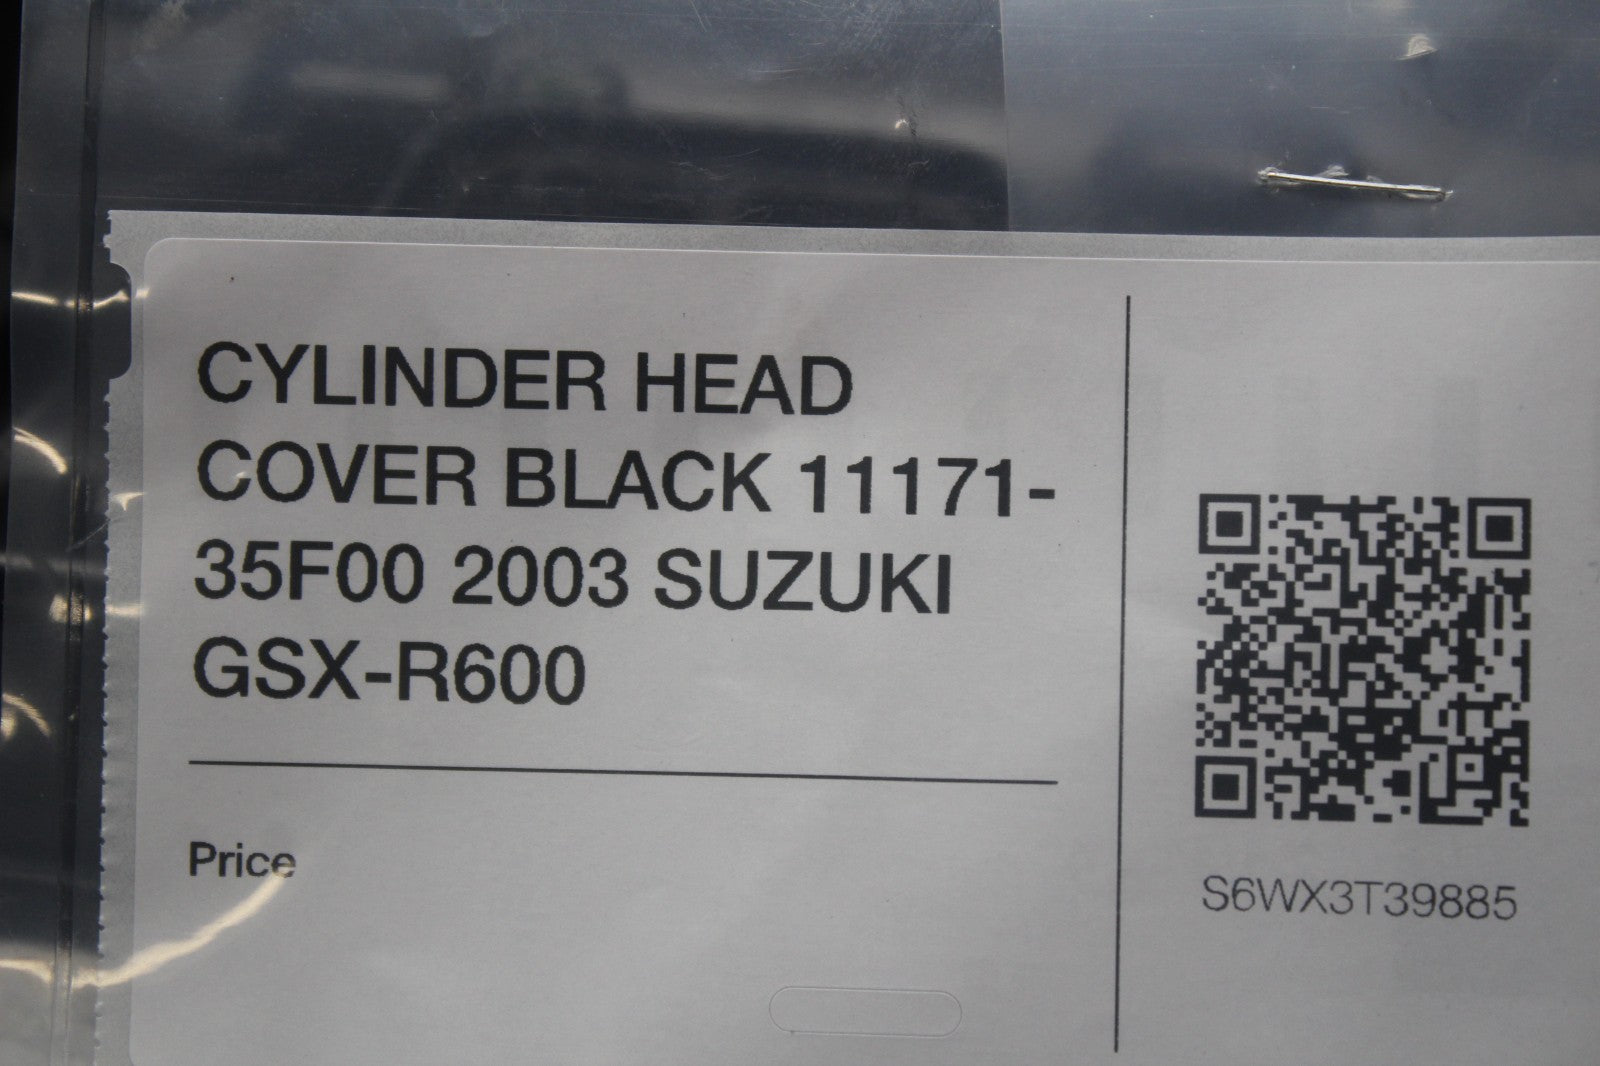 CYLINDER HEAD
COVER BLACK 11171-
35F00 2003 SUZUKI
GSX-R600
Price
S6WX3T39885